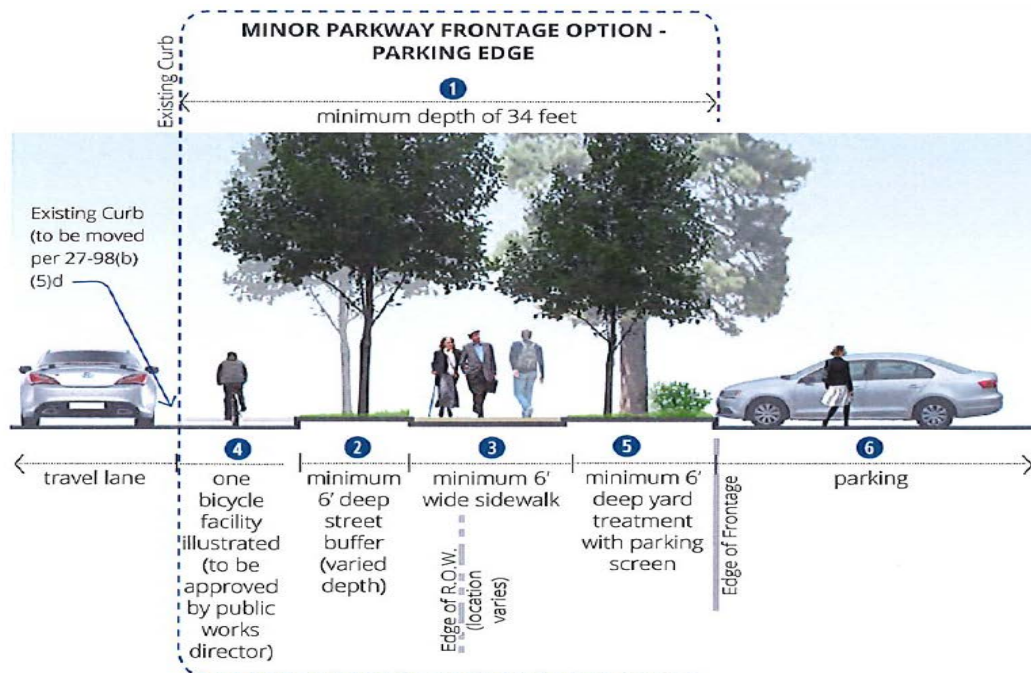 MINOR PARKWAY FRONTAGE OPTION -
PARKING EDGE
Existing Curb
1
minimum depth of 34 feet
Existing Curb
(to be moved
per 27-98(b)
(5)d
4
2
3
5
6
travel lane
one
bicycle
facility
illustrated
(to be
approved
by public
works
director)
minimum
6' deep
street
buffer
(varied
depth)
minimum 6'
wide sidewalk
Edge of R.O.W.
(location
varies)
minimum 6'
deep yard
treatment
with parking
screen
Edge of Frontage
parking